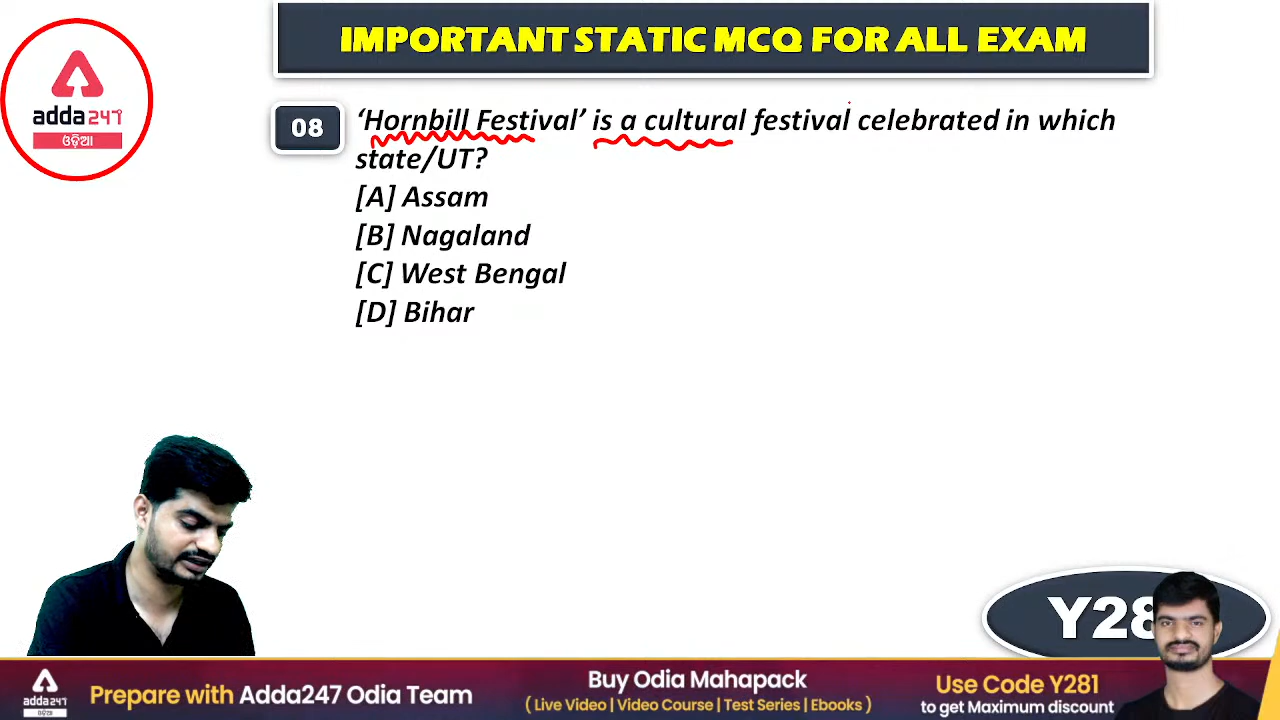 IMPORTANT STATIC MCQ FOR ALL EXAM
adda247
ଓଡ଼ିଆ
08
‘Hornbill Festival’ is a cultural festival celebrated in which
state/UT?
[A] Assam
[B] Nagaland
[C] West Bengal
[D] Bihar
Y28
adda247
ଓଡ଼ିଆ
Prepare with Adda247 Odia Team
Buy Odia Mahapack
( Live Video | Video Course | Test Series | Ebooks )
Use Code Y281
to get Maximum discount